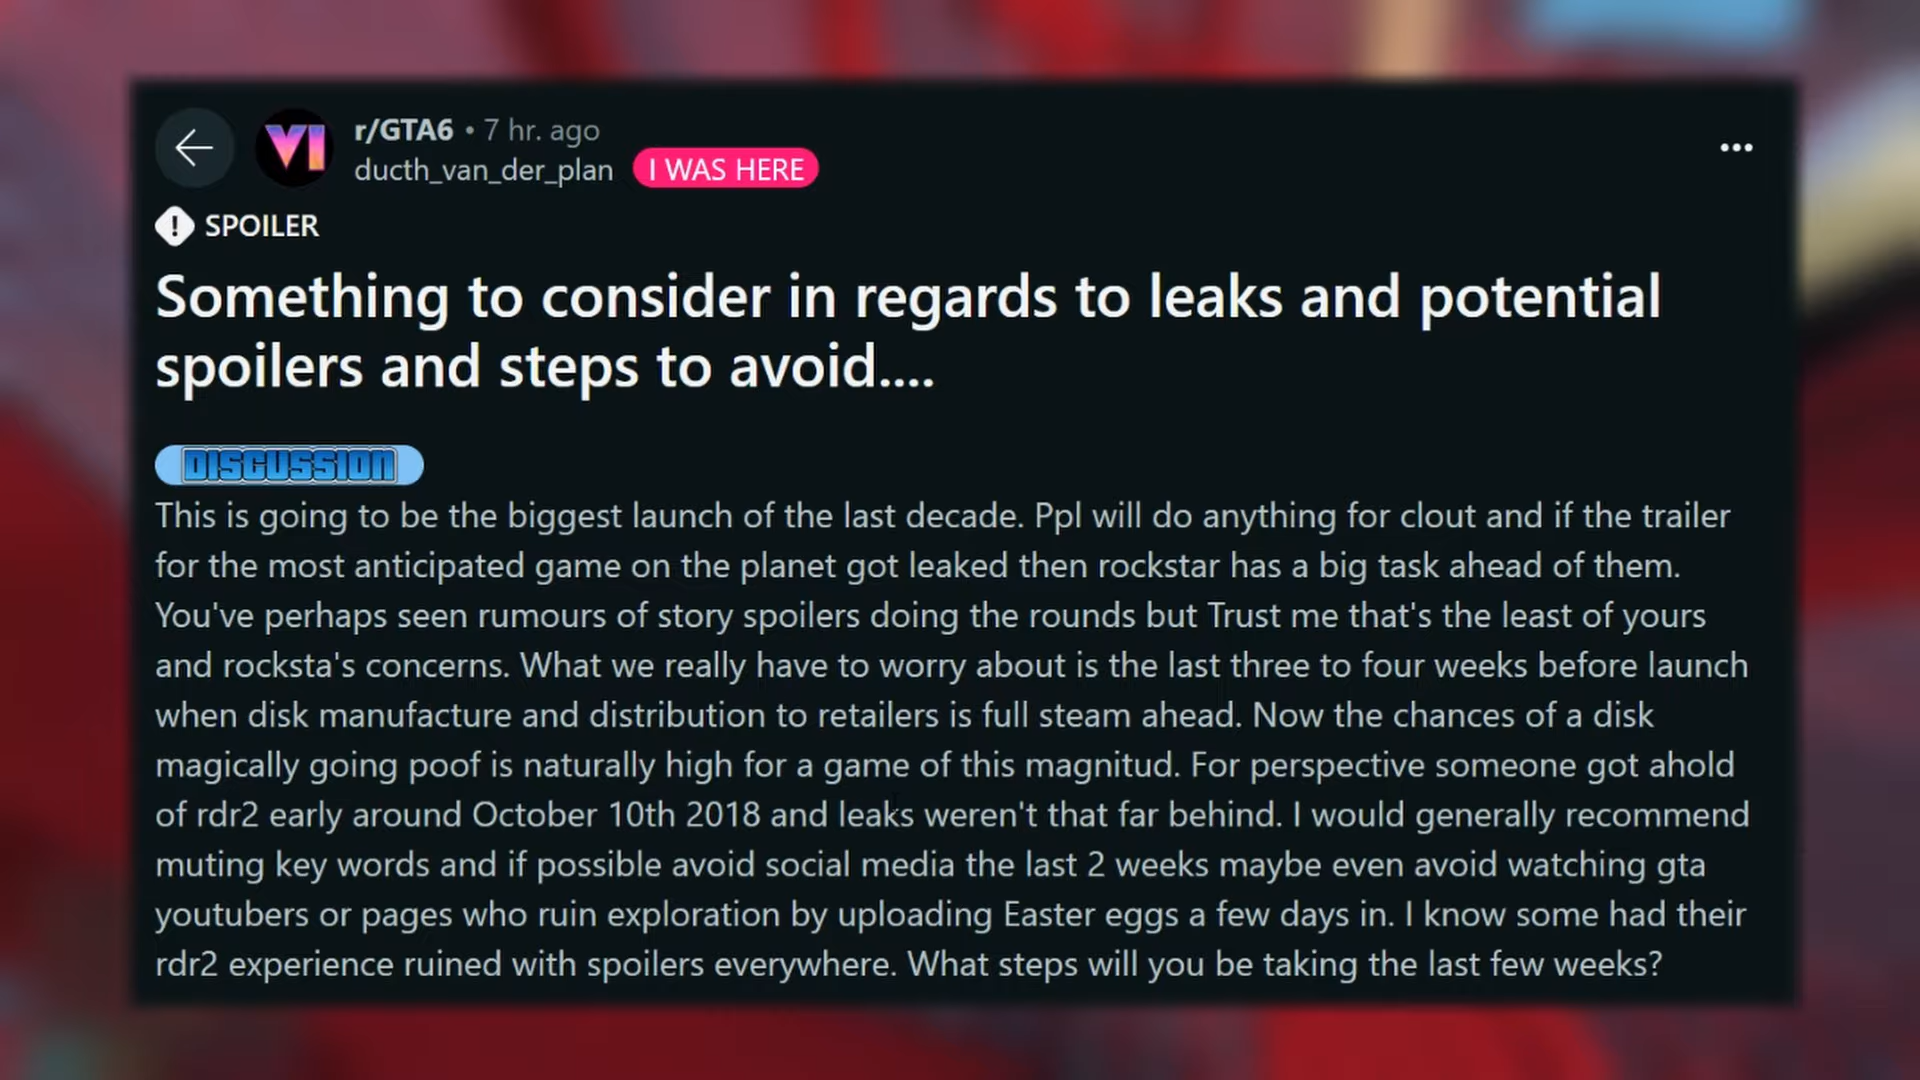 r/GTA6 • 7 hr. ago
VI
ducth_van_der_plan I WAS HERE
SPOILER
Something to consider in regards to leaks and potential
spoilers and steps to avoid....
DISCUSSION
This is going to be the biggest launch of the last decade. Ppl will do anything for clout and if the trailer
for the most anticipated game on the planet got leaked then rockstar has a big task ahead of them.
You've perhaps seen rumours of story spoilers doing the rounds but Trust me that's the least of yours
and rocksta's concerns. What we really have to worry about is the last three to four weeks before launch
when disk manufacture and distribution to retailers is full steam ahead. Now the chances of a disk
magically going poof is naturally high for a game of this magnitud. For perspective someone got ahold
of rdr2 early around October 10th 2018 and leaks weren't that far behind. I would generally recommend
muting key words and if possible avoid social media the last 2 weeks maybe even avoid watching gta
youtubers or pages who ruin exploration by uploading Easter eggs a few days in. I know some had their
rdr2 experience ruined with spoilers everywhere. What steps will you be taking the last few weeks?